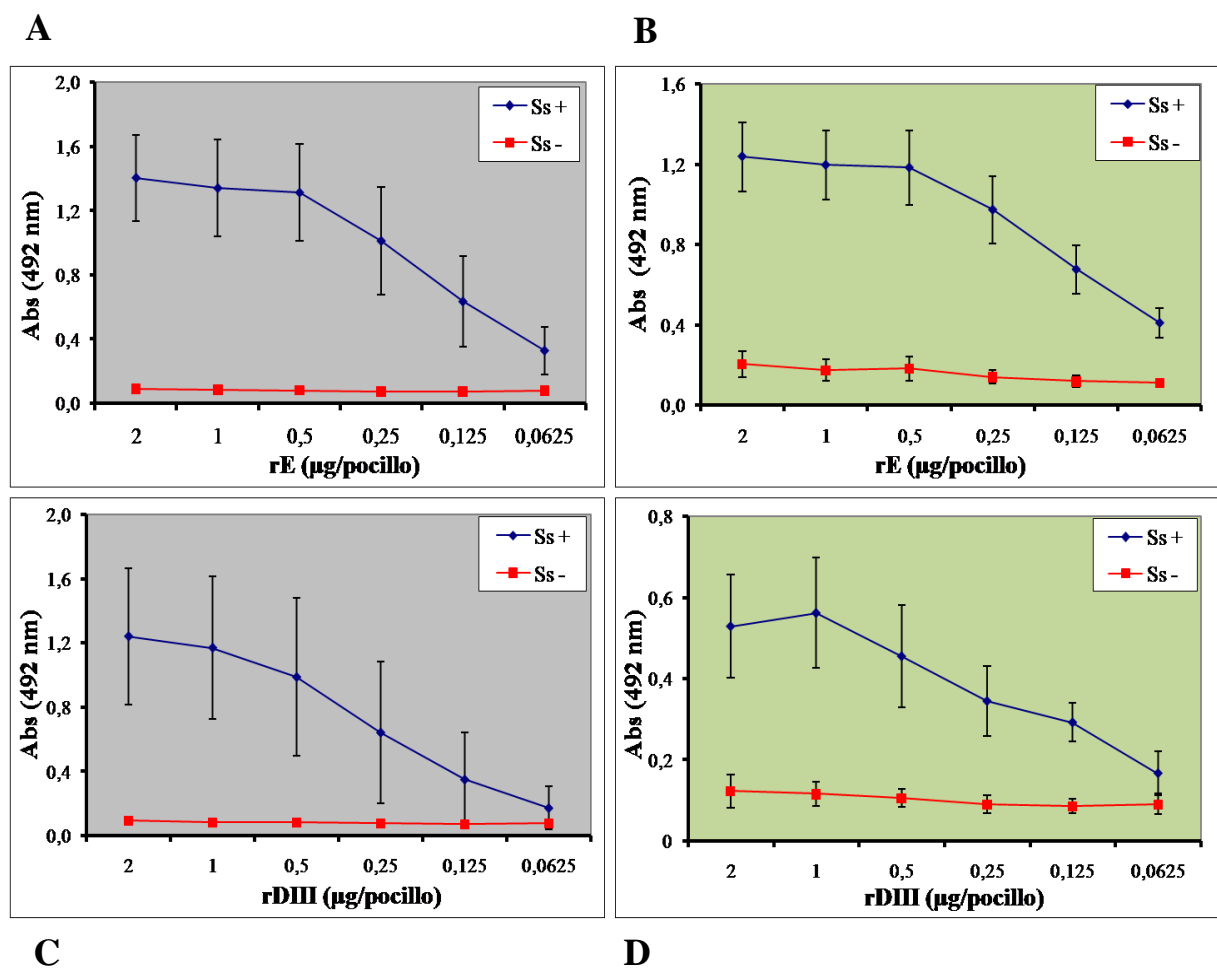 A
B
2,0
1,6
1,2
0,8
0,4
0,0
Abs (492 nm)
Ss +
Ss -
2 1 0,5 0,25 0,125 0,0625
rE (µg/pocillo)
1,6
1,2
0,8
0,4
0,0
Abs (492 nm)
Ss +
Ss -
2 1 0,5 0,25 0,125 0,0625
rE (µg/pocillo)
2,0
1,6
1,2
0,8
0,4
0,0
Abs (492 nm)
Ss +
Ss -
2 1 0,5 0,25 0,125 0,0625
rDIII (µg/pocillo)
0,8
0,6
0,4
0,2
0
Abs (492 nm)
Ss +
Ss -
2 1 0,5 0,25 0,125 0,0625
rDIII (µg/pocillo)
C
D